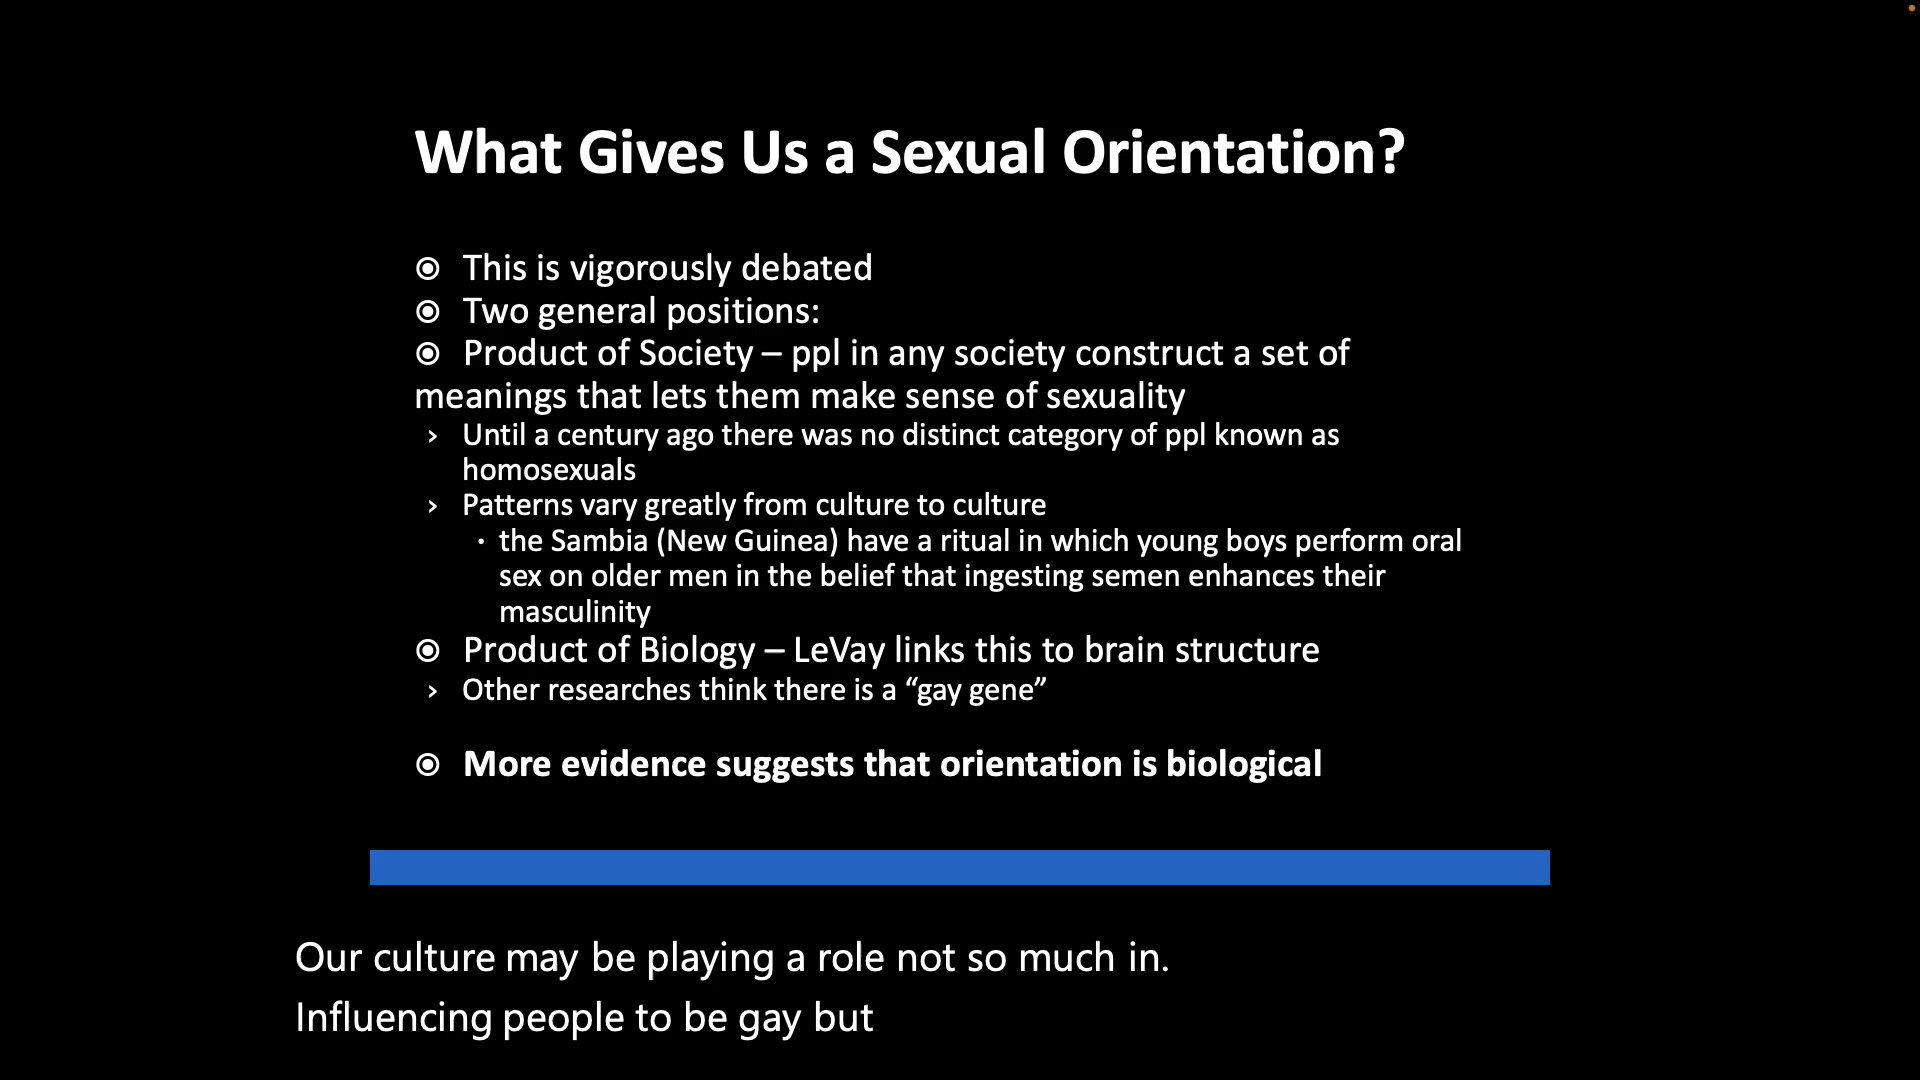 What Gives Us a Sexual Orientation?
◉ This is vigorously debated
◉ Two general positions:
◉ Product of Society – ppl in any society construct a set of
meanings that lets them make sense of sexuality
› Until a century ago there was no distinct category of ppl known as
homosexuals
› Patterns vary greatly from culture to culture
• the Sambia (New Guinea) have a ritual in which young boys perform oral
sex on older men in the belief that ingesting semen enhances their
masculinity
◉ Product of Biology – LeVay links this to brain structure
› Other researches think there is a “gay gene”
◉ More evidence suggests that orientation is biological
Our culture may be playing a role not so much in.
Influencing people to be gay but